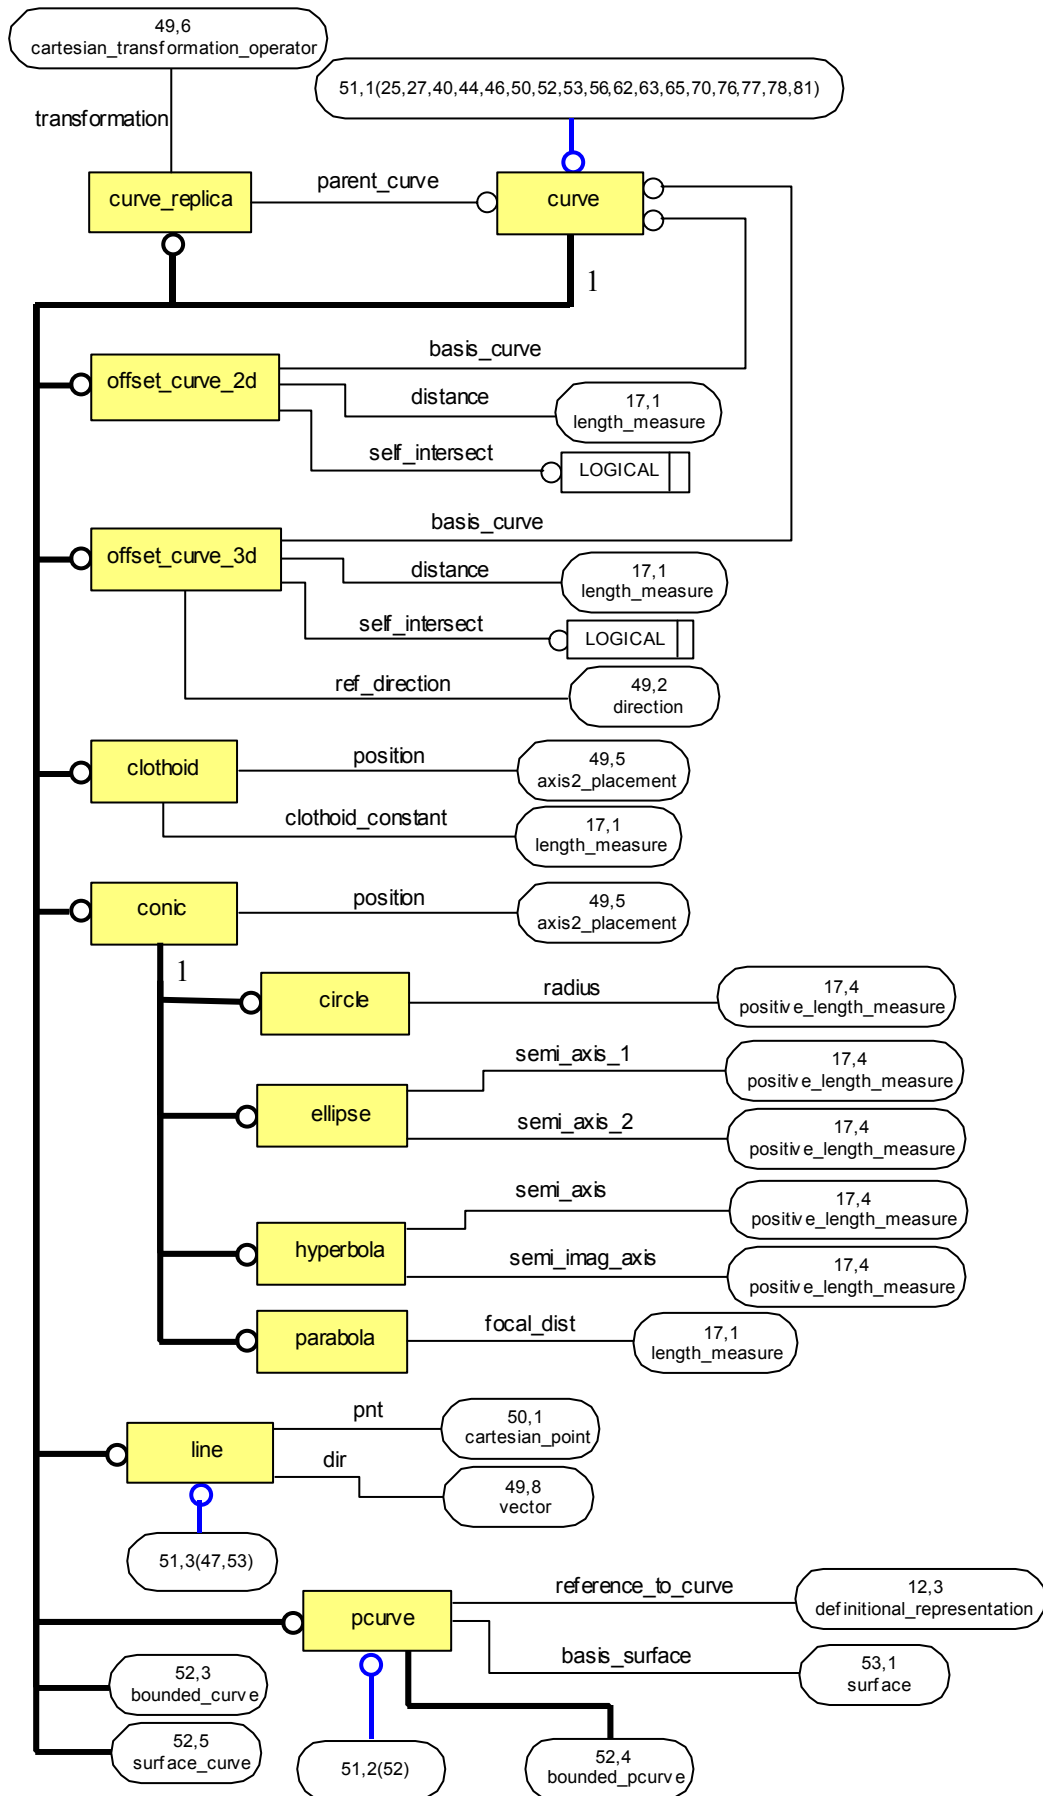 49,6
cartesian_transformation_operator
51,1(25,27,40,44,46,50,52,53,56,62,63,65,70,76,77,78,81)
transformation
parent_curve
curve_replica
curve
1
basis_curve
offset_curve_2d
distance
17,1
length_measure
self_intersect
LOGICAL
basis_curve
offset_curve_3d
distance
17,1
length_measure
self_intersect
LOGICAL
ref_direction
49,2
direction
clothoid
position
49,5
axis2_placement
clothoid_constant
17,1
length_measure
conic
position
49,5
axis2_placement
1
circle
radius
17,4
positive_length_measure
semi_axis_1
17,4
positive_length_measure
ellipse
semi_axis_2
17,4
positive_length_measure
semi_axis
17,4
positive_length_measure
hyperbola
semi_imag_axis
17,4
positive_length_measure
parabola
focal_dist
17,1
length_measure
pnt
50,1
cartesian_point
line
dir
49,8
vector
51,3(47,53)
reference_to_curve
12,3
definitional_representation
pcurve
basis_surface
53,1
surface
52,3
bounded_curve
52,5
surface_curve
51,2(52)
52,4
bounded_pcurve